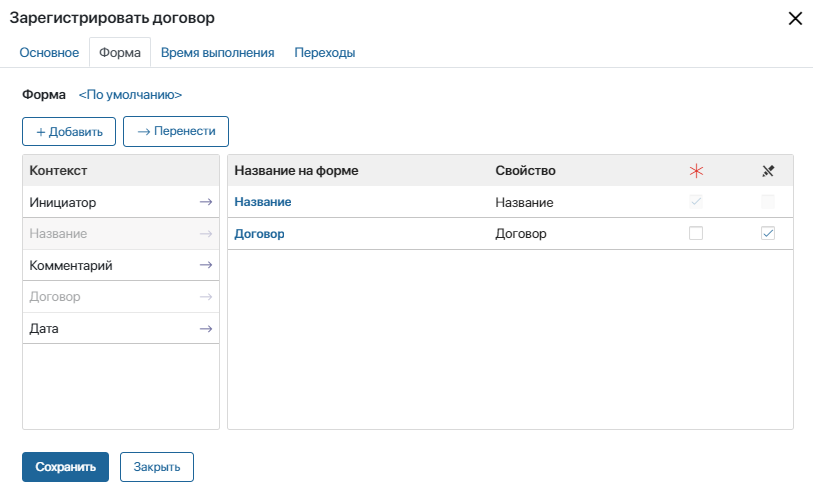 Зарегистрировать договор
Основное Форма Время выполнения Переходы
Форма <По умолчанию>
+ Добавить → Перенести
Контекст Название на форме Свойство
Инициатор → Название Название
Название → Договор Договор
Комментарий →
Договор →
Дата →
Сохранить Закрыть